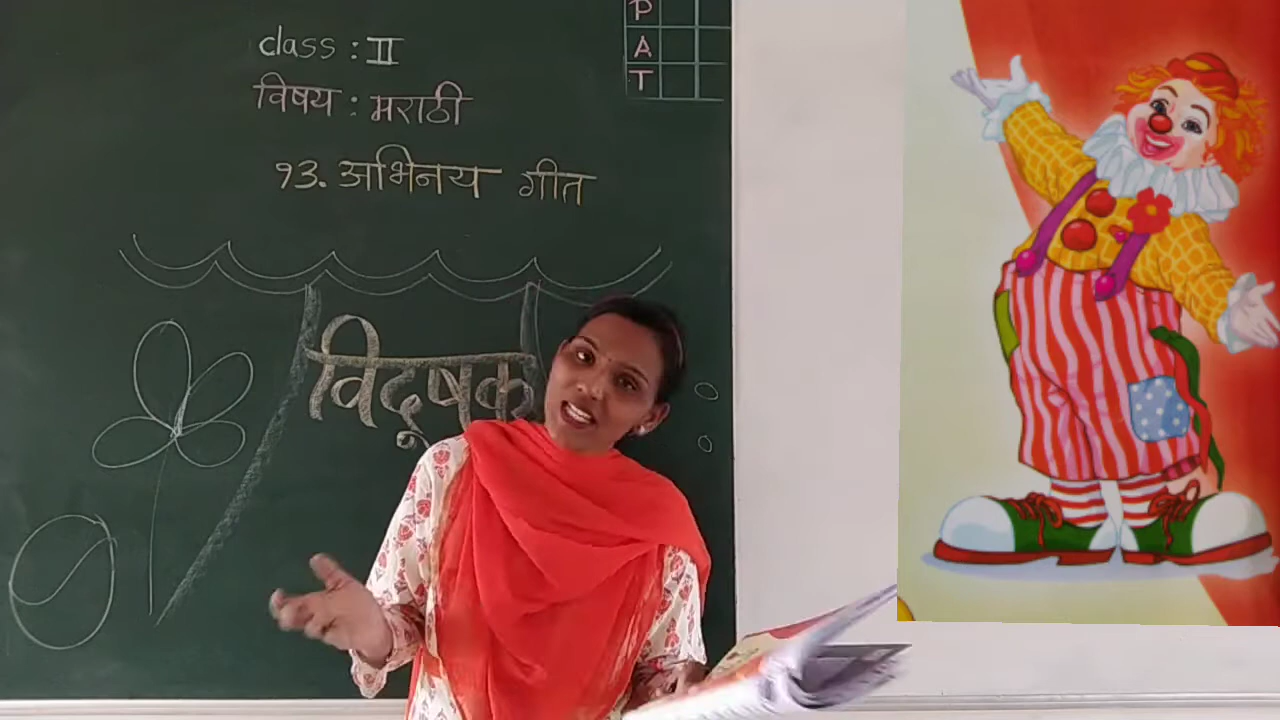 class : II
विषय : मराठी
१३. अभिनय गीत
विदूषक
P
A
T